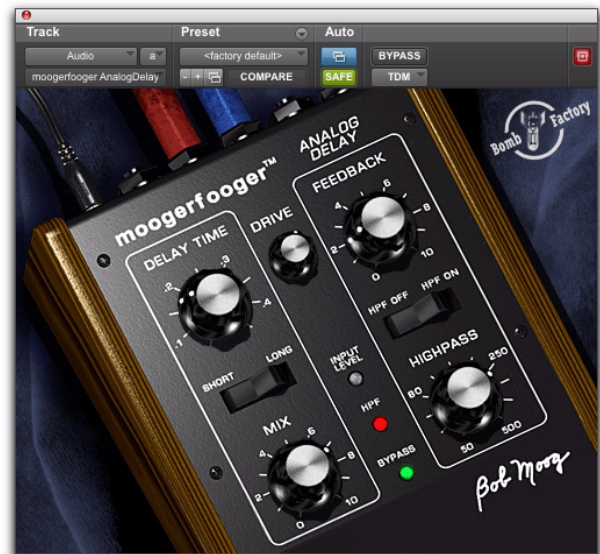 Track Preset Auto
Audio a <factory default> BYPASS
moogerfooger AnalogDelay - + COMPARE SAFE TDM
Bomb Factory
moogerfooger™
ANALOG
DELAY
DELAY TIME
.1 .2 .3 .4
DRIVE
FEEDBACK
0 2 4 6 8 10
SHORT LONG
HPF OFF HPF ON
INPUT
LEVEL
HIGHPASS
50 80 250 500
MIX
0 2 4 6 8 10
HPF
BYPASS
Bob Moog